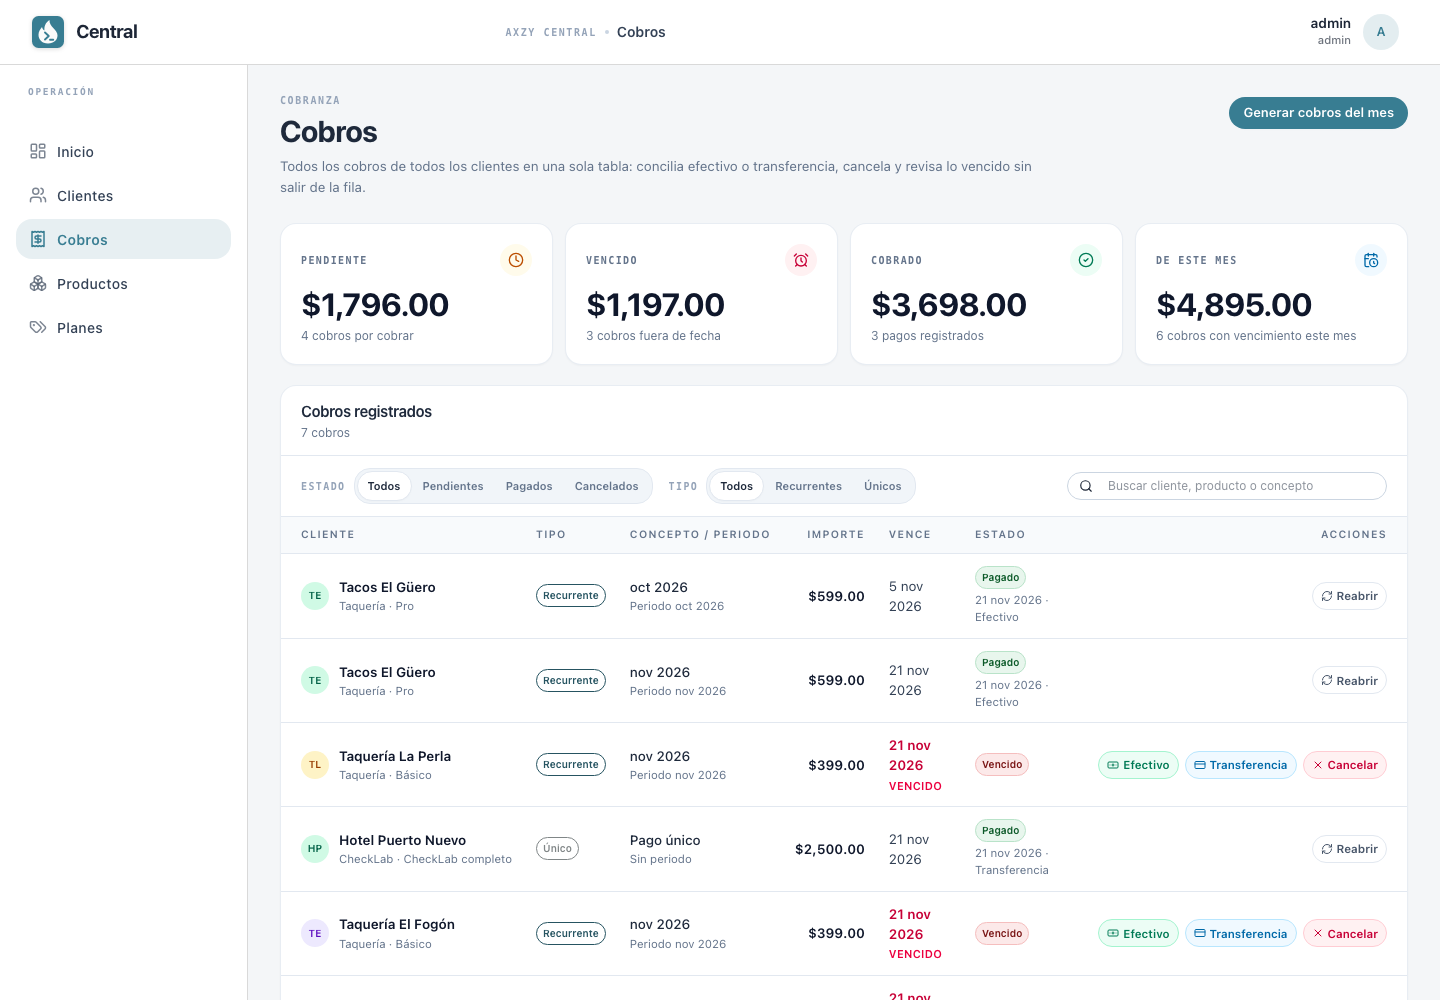 Central
AXZY CENTRAL • Cobros
admin
admin
A
OPERACIÓN
Inicio
Clientes
Cobros
Productos
Planes
COBRANZA
Cobros
Todos los cobros de todos los clientes en una sola tabla: concilia efectivo o transferencia, cancela y revisa lo vencido sin
salir de la fila.
Generar cobros del mes
PENDIENTE
$1,796.00
4 cobros por cobrar
VENCIDO
$1,197.00
3 cobros fuera de fecha
COBRADO
$3,698.00
3 pagos registrados
DE ESTE MES
$4,895.00
6 cobros con vencimiento este mes
Cobros registrados
7 cobros
ESTADO Todos Pendientes Pagados Cancelados TIPO Todos Recurrentes Únicos Buscar cliente, producto o concepto
CLIENTE TIPO CONCEPTO / PERIODO IMPORTE VENCE ESTADO ACCIONES
TE
Tacos El Güero
Taquería · Pro
Recurrente
oct 2026
Periodo oct 2026
$599.00
5 nov
2026
Pagado
21 nov 2026 ·
Efectivo
Reabrir
TE
Tacos El Güero
Taquería · Pro
Recurrente
nov 2026
Periodo nov 2026
$599.00
21 nov
2026
Pagado
21 nov 2026 ·
Efectivo
Reabrir
TL
Taquería La Perla
Taquería · Básico
Recurrente
nov 2026
Periodo nov 2026
$399.00
21 nov
2026
VENCIDO
Vencido
Efectivo
Transferencia
Cancelar
HP
Hotel Puerto Nuevo
CheckLab · CheckLab completo
Único
Pago único
Sin periodo
$2,500.00
21 nov
2026
Pagado
21 nov 2026 ·
Transferencia
Reabrir
TE
Taquería El Fogón
Taquería · Básico
Recurrente
nov 2026
Periodo nov 2026
$399.00
21 nov
2026
VENCIDO
Vencido
Efectivo
Transferencia
Cancelar
21 nov